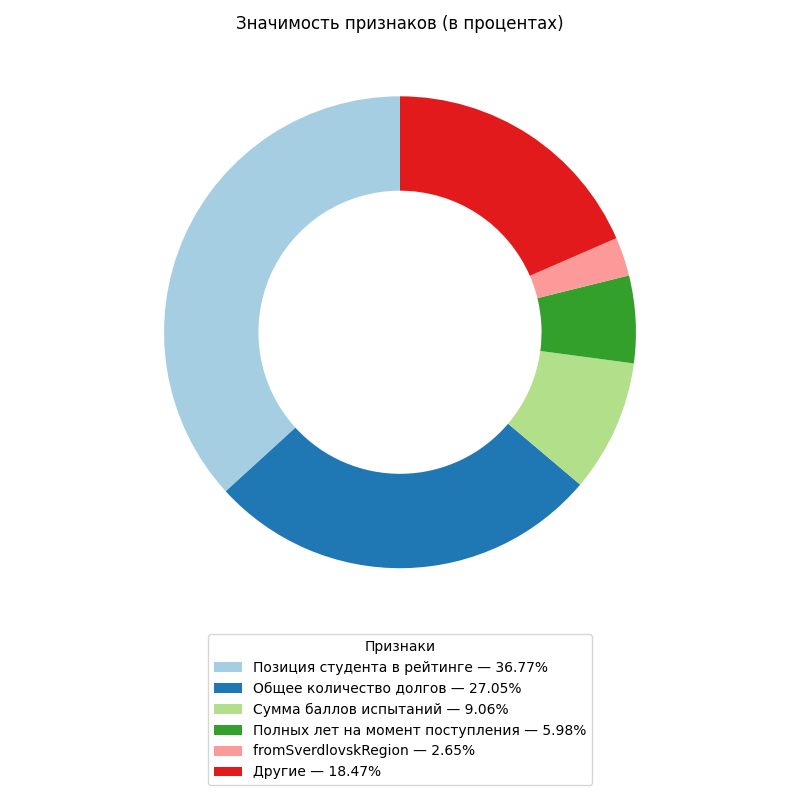 Значимость признаков (в процентах)
Признаки
Позиция студента в рейтинге — 36.77%
Общее количество долгов — 27.05%
Сумма баллов испытаний — 9.06%
Полных лет на момент поступления — 5.98%
fromSverdlovskRegion — 2.65%
Другие — 18.47%